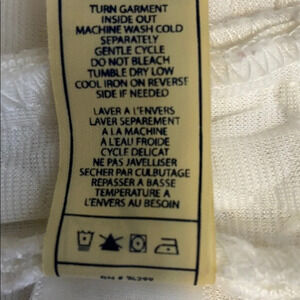 TURN GARMENT
INSIDE OUT
MACHINE WASH COLD
SEPARATELY
GENTLE CYCLE
DO NOT BLEACH
TUMBLE DRY LOW
COOL IRON ON REVERSE
SIDE IF NEEDED
LAVER A L'ENVERS
LAVER SEPAREMENT
A LA MACHINE
A L'EAU FROIDE
CYCLE DELICAT
NE PAS JAVELLISER
SECHER PAR CULBUTAGE
REPASSER A BASSE
TEMPERATURE A
L'ENVERS AU BESOIN